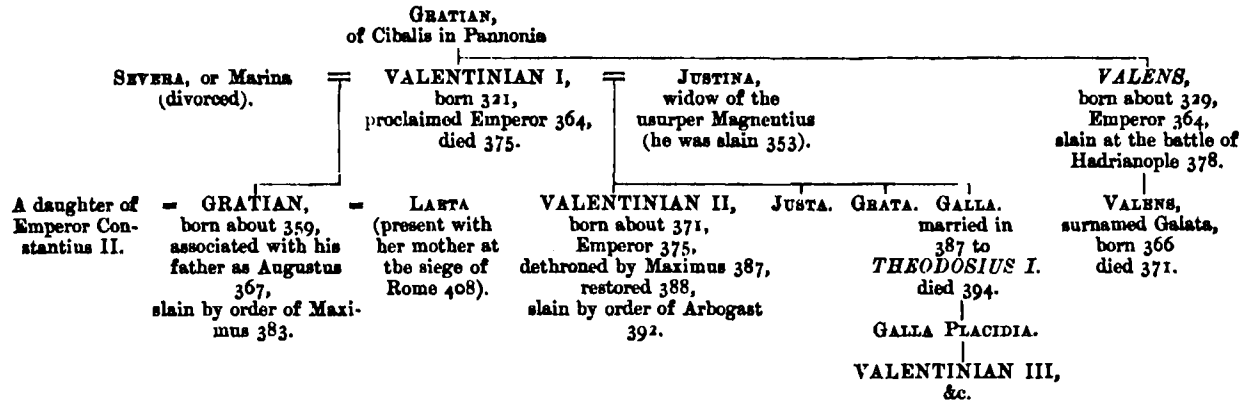 GRATIAN,
of Cibalis in Pannonia
SEVERA, or Marina
(divorced).
=
VALENTINIAN I,
born 321,
proclaimed Emperor 364,
died 375.
=
JUSTINA,
widow of the
usurper Magnentius
(he was slain 353).
VALENS,
born about 329,
Emperor 364,
slain at the battle of
Hadrianople 378.
A daughter of
Emperor Con-
stantius II.
=
GRATIAN,
born about 359,
associated with his
father as Augustus
367,
slain by order of Maxi-
mus 383.
=
LAETA
(present with
her mother at
the siege of
Rome 408).
VALENTINIAN II,
born about 371,
Emperor 375,
dethroned by Maximus 387,
restored 388,
slain by order of Arbogast
392.
JUSTA.
GRATA.
GALLA.
married in
387 to
THEODOSIUS I.
died 394.
GALLA PLACIDIA.
VALENTINIAN III,
&c.
VALENS,
surnamed Galata,
born 366
died 371.